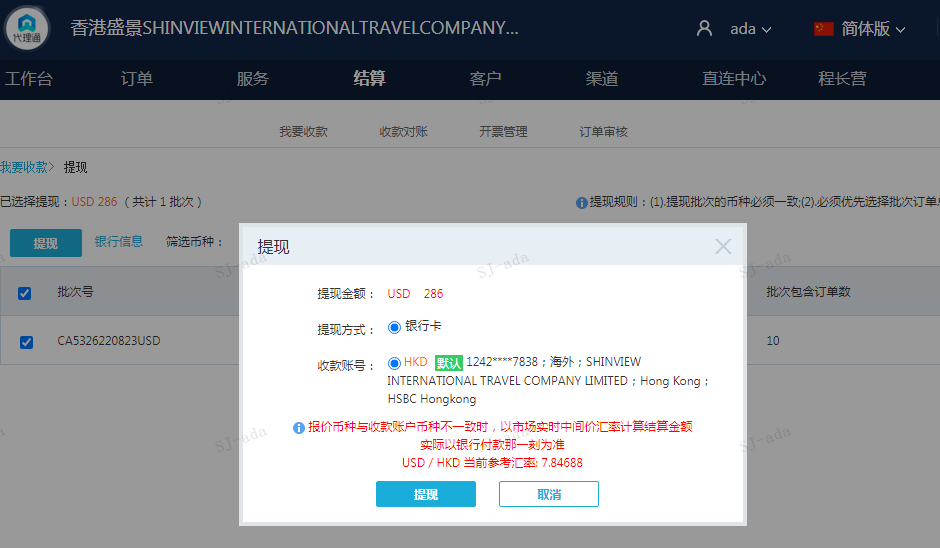 代理通
香港盛景SHINVIEWINTERNATIONALTRAVELCOMPANY...
ada
简体版
工作台 订单 服务 结算 客户 渠道 直连中心 程长营
我要收款 收款对账 开票管理 订单审核
我要收款> 提现
已选择提现：USD 286 （共计 1 批次 ）
提现规则：(1).提现批次的币种必须一致;(2).必须优先选择批次订单
提现 银行信息 筛选币种：
批次号 批次包含订单数
CA5326220823USD 10
提现
提现金额： USD 286
提现方式： 银行卡
收款账号： HKD 默认 1242****7838；海外；SHINVIEW
INTERNATIONAL TRAVEL COMPANY LIMITED；Hong Kong；
HSBC Hongkong
报价币种与收款账户币种不一致时，以市场实时中间价汇率计算结算金额
实际以银行付款那一刻为准
USD / HKD 当前参考汇率: 7.84688
提现 取消
SJ-ada
SJ-ada
SJ-ada
SJ-ada
SJ-ada